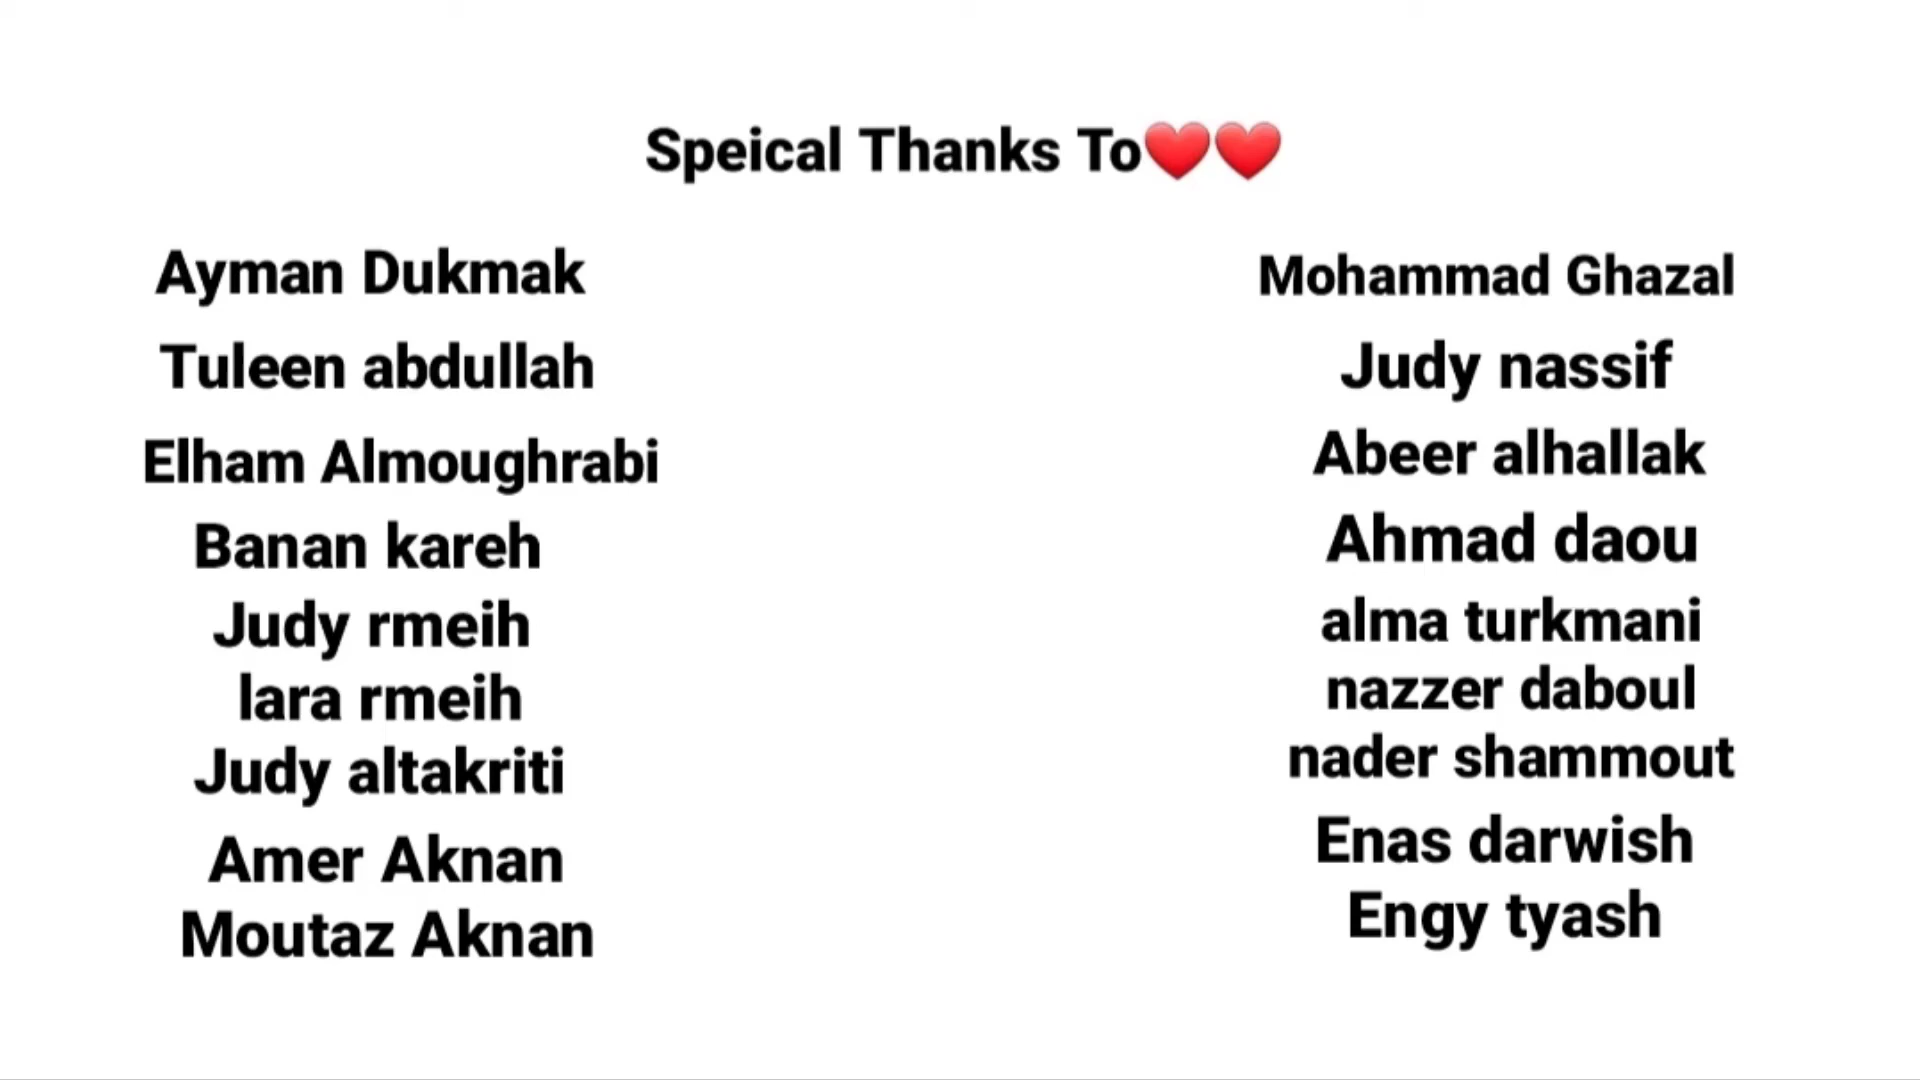 Speical Thanks To❤️❤️
Ayman Dukmak
Tuleen abdullah
Elham Almoughrabi
Banan kareh
Judy rmeih
lara rmeih
Judy altakriti
Amer Aknan
Moutaz Aknan
Mohammad Ghazal
Judy nassif
Abeer alhallak
Ahmad daou
alma turkmani
nazzer daboul
nader shammout
Enas darwish
Engy tyash